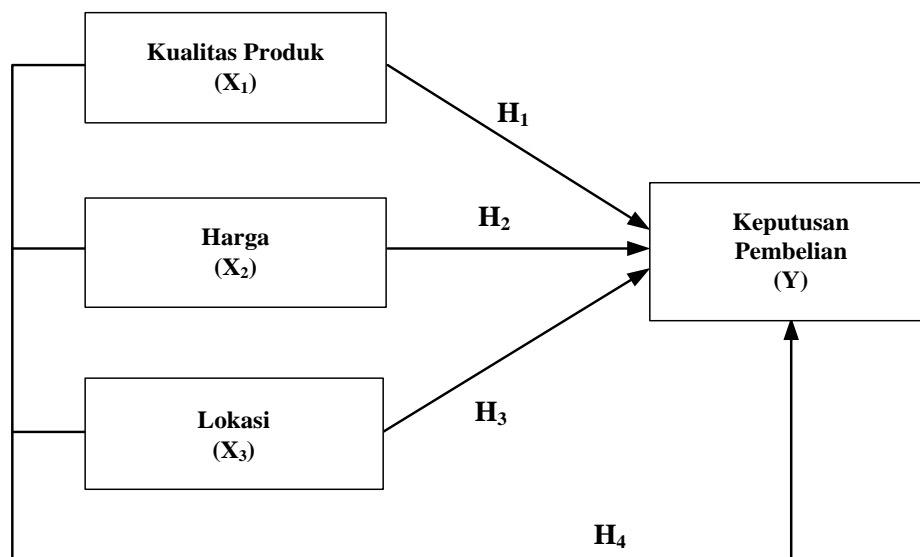 Kualitas Produk
(X₁)
H₁
Harga
(X₂)
H₂
Keputusan
Pembelian
(Y)
Lokasi
(X₃)
H₃
H₄